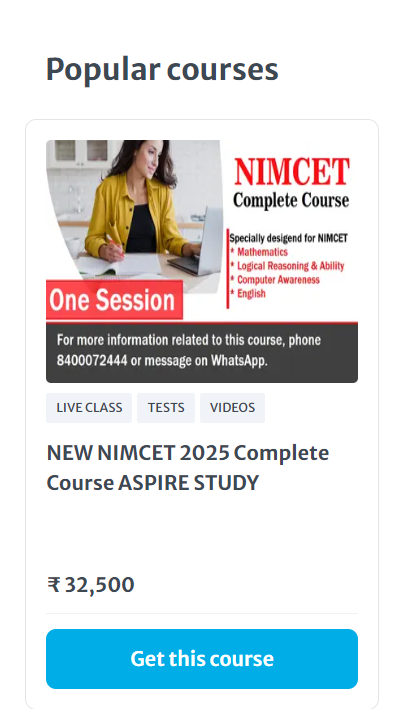 Popular courses
NIMCET
Complete Course
Specially desigend for NIMCET
* Mathematics
* Logical Reasoning & Ability
* Computer Awareness
* English
One Session
For more information related to this course, phone
8400072444 or message on WhatsApp.
LIVE CLASS TESTS VIDEOS
NEW NIMCET 2025 Complete
Course ASPIRE STUDY
₹ 32,500
Get this course